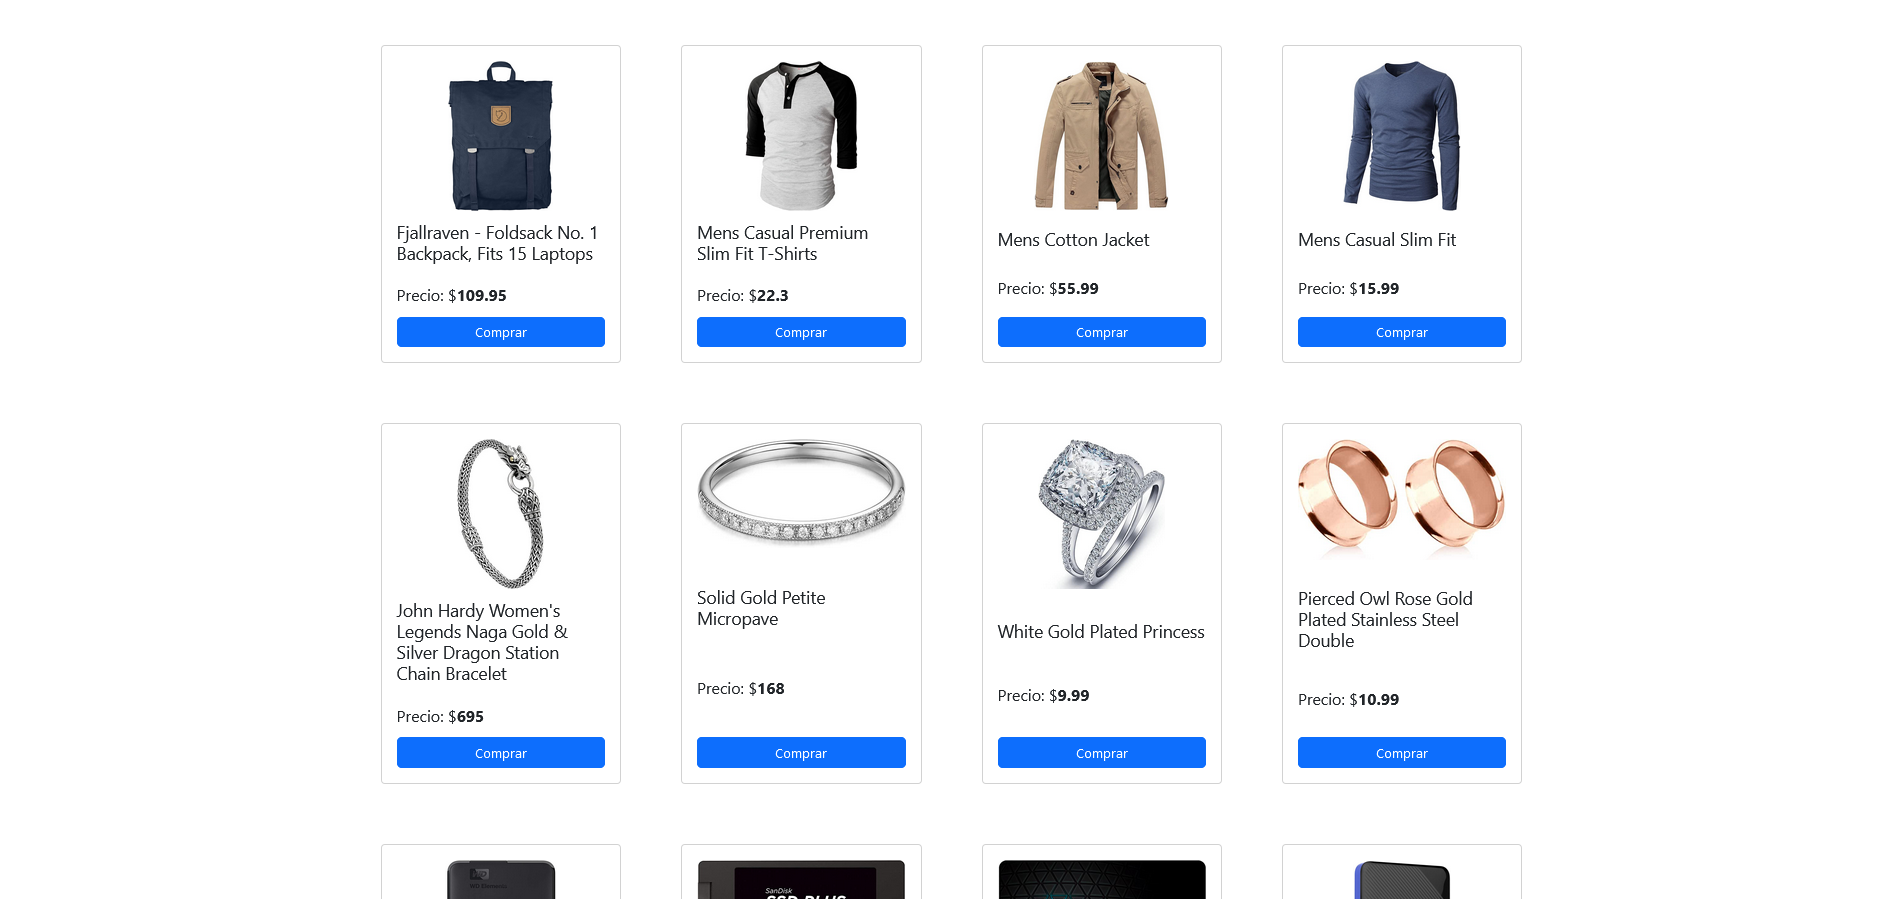 Fjallraven - Foldsack No. 1
Backpack, Fits 15 Laptops
Precio: $109.95
Comprar
Mens Casual Premium
Slim Fit T-Shirts
Precio: $22.3
Comprar
Mens Cotton Jacket
Precio: $55.99
Comprar
Mens Casual Slim Fit
Precio: $15.99
Comprar
John Hardy Women's
Legends Naga Gold &
Silver Dragon Station
Chain Bracelet
Precio: $695
Comprar
Solid Gold Petite
Micropave
Precio: $168
Comprar
White Gold Plated Princess
Precio: $9.99
Comprar
Pierced Owl Rose Gold
Plated Stainless Steel
Double
Precio: $10.99
Comprar
WD Elements
SanDisk
SSD PLUS